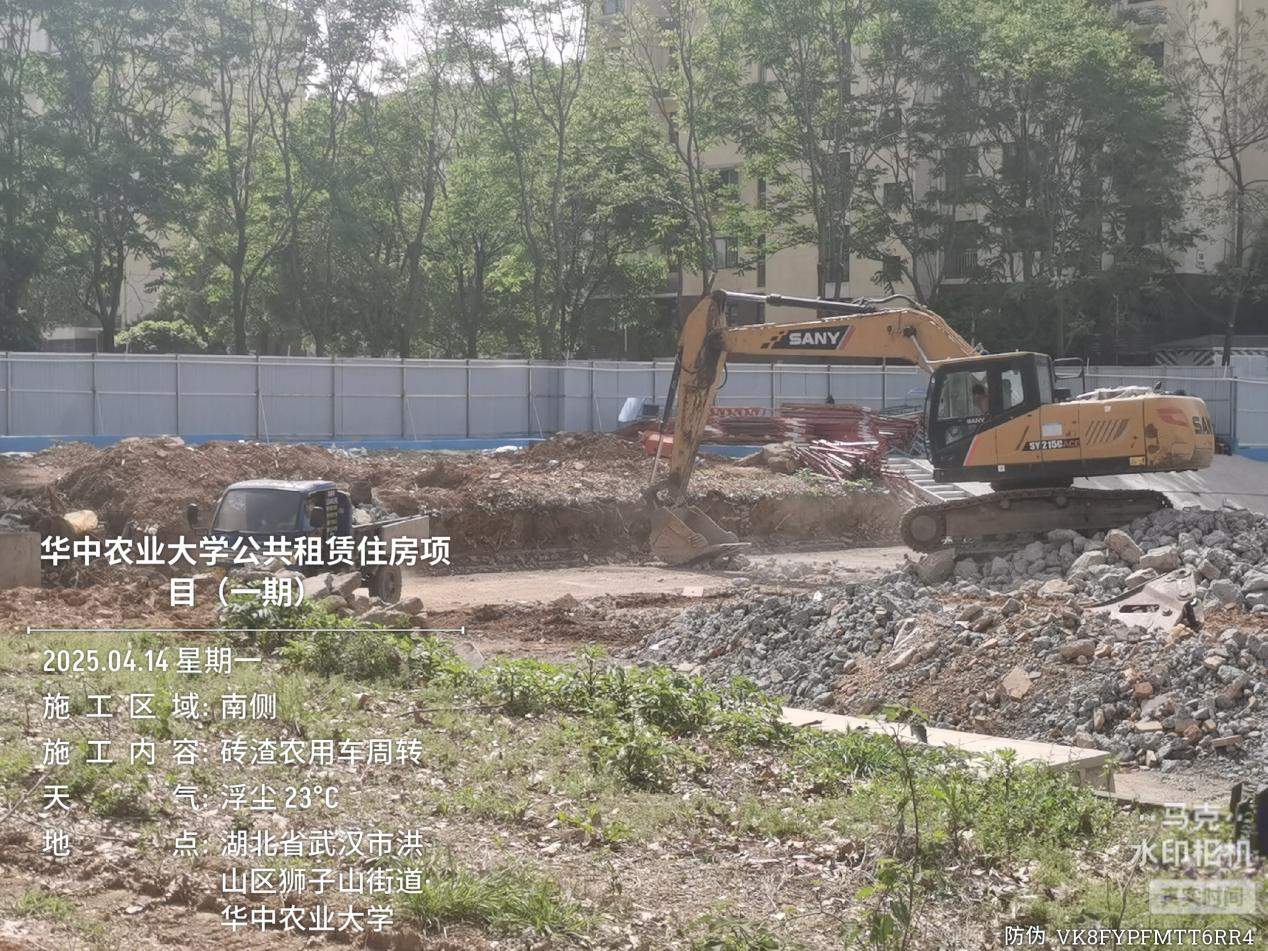 SANY
SANY
SY215C
华中农业大学公共租赁住房项
目（一期）
2025.04.14 星期一
施工区域：南侧
施工内容：砖渣农用车周转
天气：浮尘 23°C
地点：湖北省武汉市洪
山区狮子山街道
华中农业大学
马克
水印相机
真实时间
防伪 VK8FYPFMTT6RR4